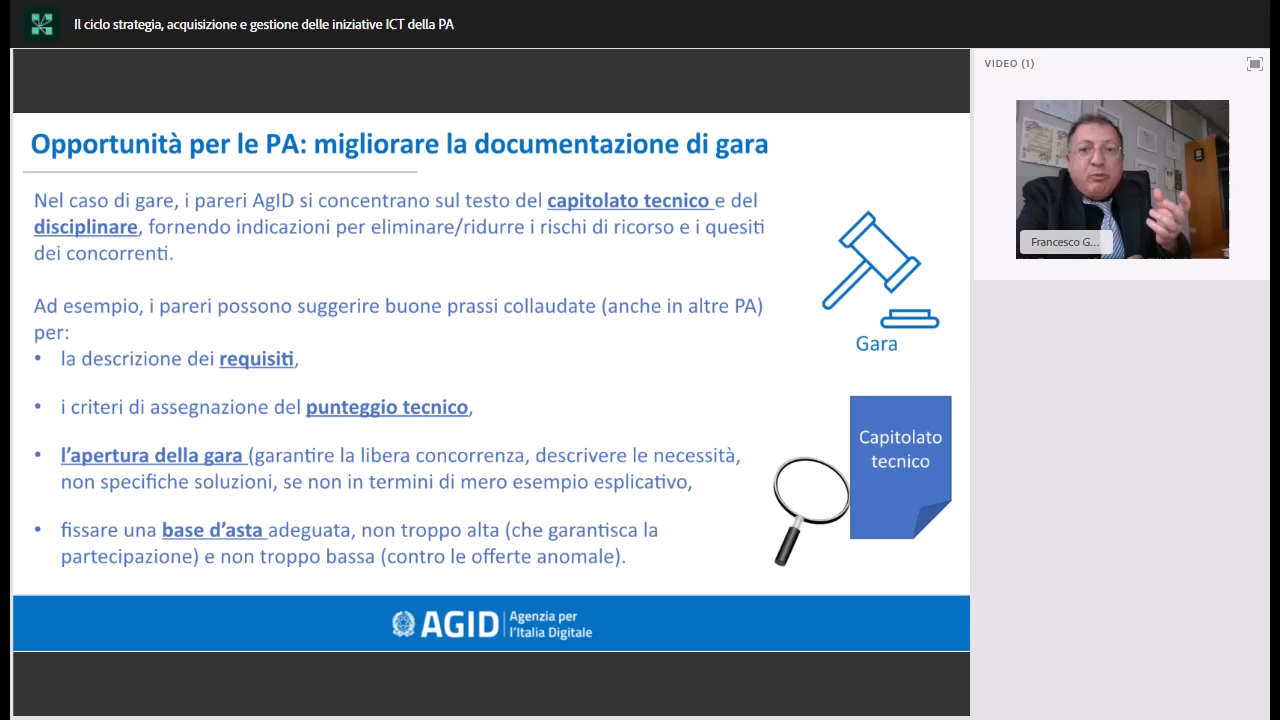 Il ciclo strategia, acquisizione e gestione delle iniziative ICT della PA
VIDEO (1)
Opportunità per le PA: migliorare la documentazione di gara
Nel caso di gare, i pareri AgID si concentrano sul testo del capitolato tecnico e del
disciplinare, fornendo indicazioni per eliminare/ridurre i rischi di ricorso e i quesiti
dei concorrenti.
Ad esempio, i pareri possono suggerire buone prassi collaudate (anche in altre PA)
per:
• la descrizione dei requisiti,
• i criteri di assegnazione del punteggio tecnico,
• l'apertura della gara (garantire la libera concorrenza, descrivere le necessità,
non specifiche soluzioni, se non in termini di mero esempio esplicativo,
• fissare una base d'asta adeguata, non troppo alta (che garantisca la
partecipazione) e non troppo bassa (contro le offerte anomale).
Gara
Capitolato
tecnico
Francesco G...
AGID
Agenzia per
l'Italia Digitale